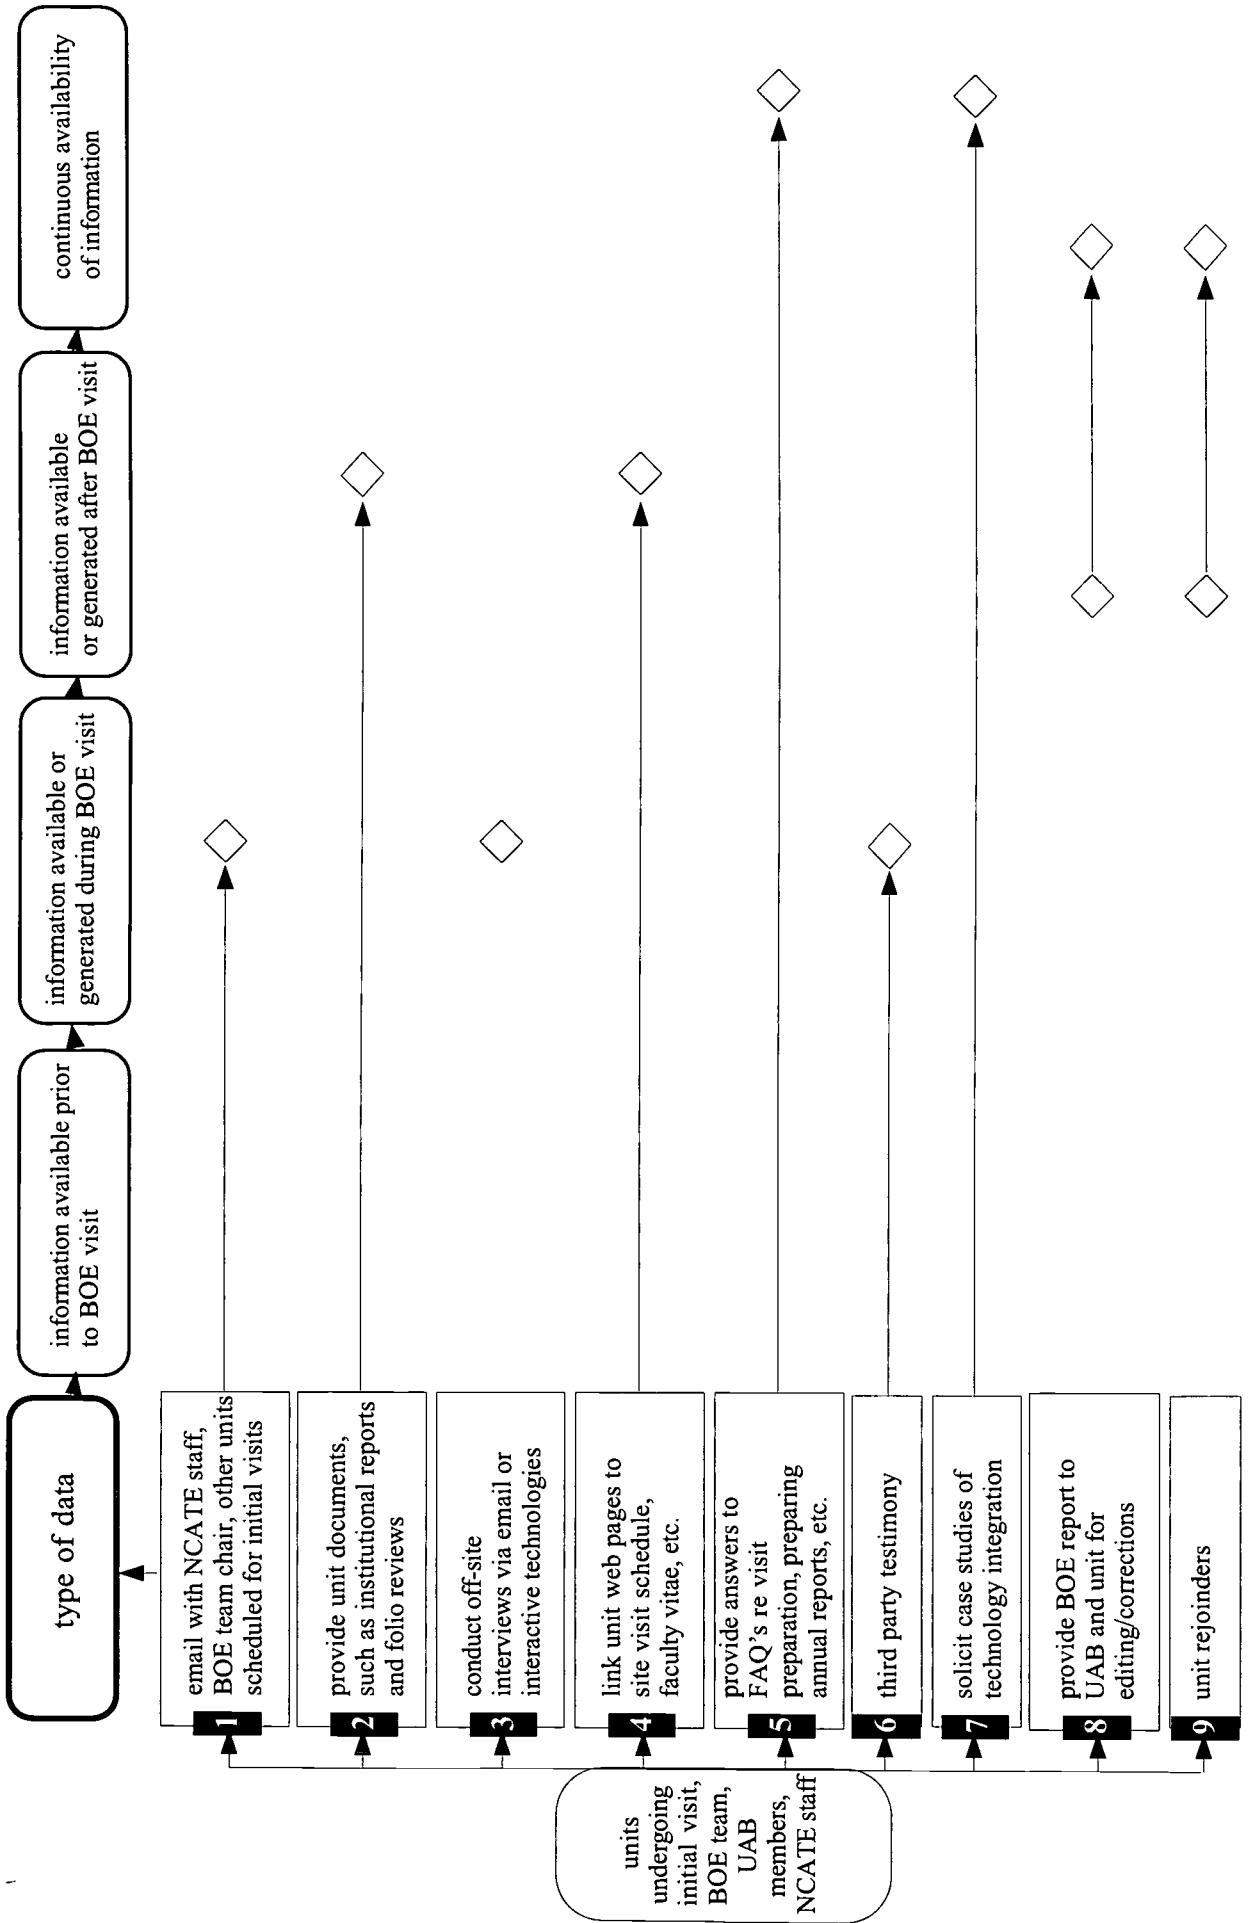 type of data
information available prior
to BOE visit
information available or
generated during BOE visit
information available
or generated after BOE visit
continuous availability
of information
units
undergoing
initial visit,
BOE team,
UAB
members,
NCATE staff
1
email with NCATE staff,
BOE team chair, other units
scheduled for initial visits
2
provide unit documents,
such as institutional reports
and folio reviews
3
conduct off-site
interviews via email or
interactive technologies
4
link unit web pages to
site visit schedule,
faculty vitae, etc.
5
provide answers to
FAQ's re visit
preparation, preparing
annual reports, etc.
6
third party testimony
7
solicit case studies of
technology integration
8
provide BOE report to
UAB and unit for
editing/corrections
9
unit rejoinders